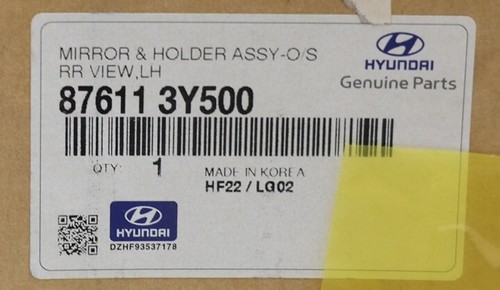 MIRROR & HOLDER ASSY-O/S
RR VIEW,LH
HYUNDAI
Genuine Parts
87611 3Y500
QTY: 1
MADE IN KOREA
HF22 / LG02
HYUNDAI
DZHF93537178